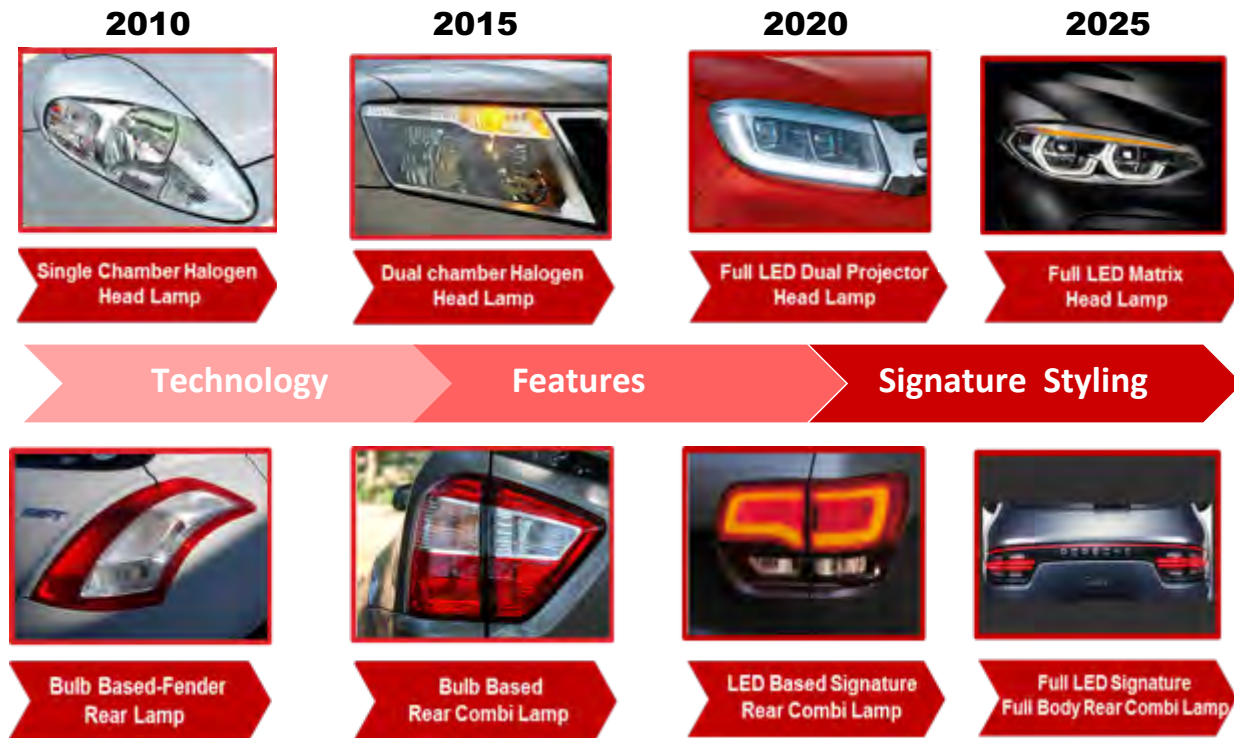 2010
2015
2020
2025
Single Chamber Halogen
Head Lamp
Dual chamber Halogen
Head Lamp
Full LED Dual Projector
Head Lamp
Full LED Matrix
Head Lamp
Technology
Features
Signature Styling
PORSCHE
Bulb Based-Fender
Rear Lamp
Bulb Based
Rear Combi Lamp
LED Based Signature
Rear Combi Lamp
Full LED Signature
Full Body Rear Combi Lamp